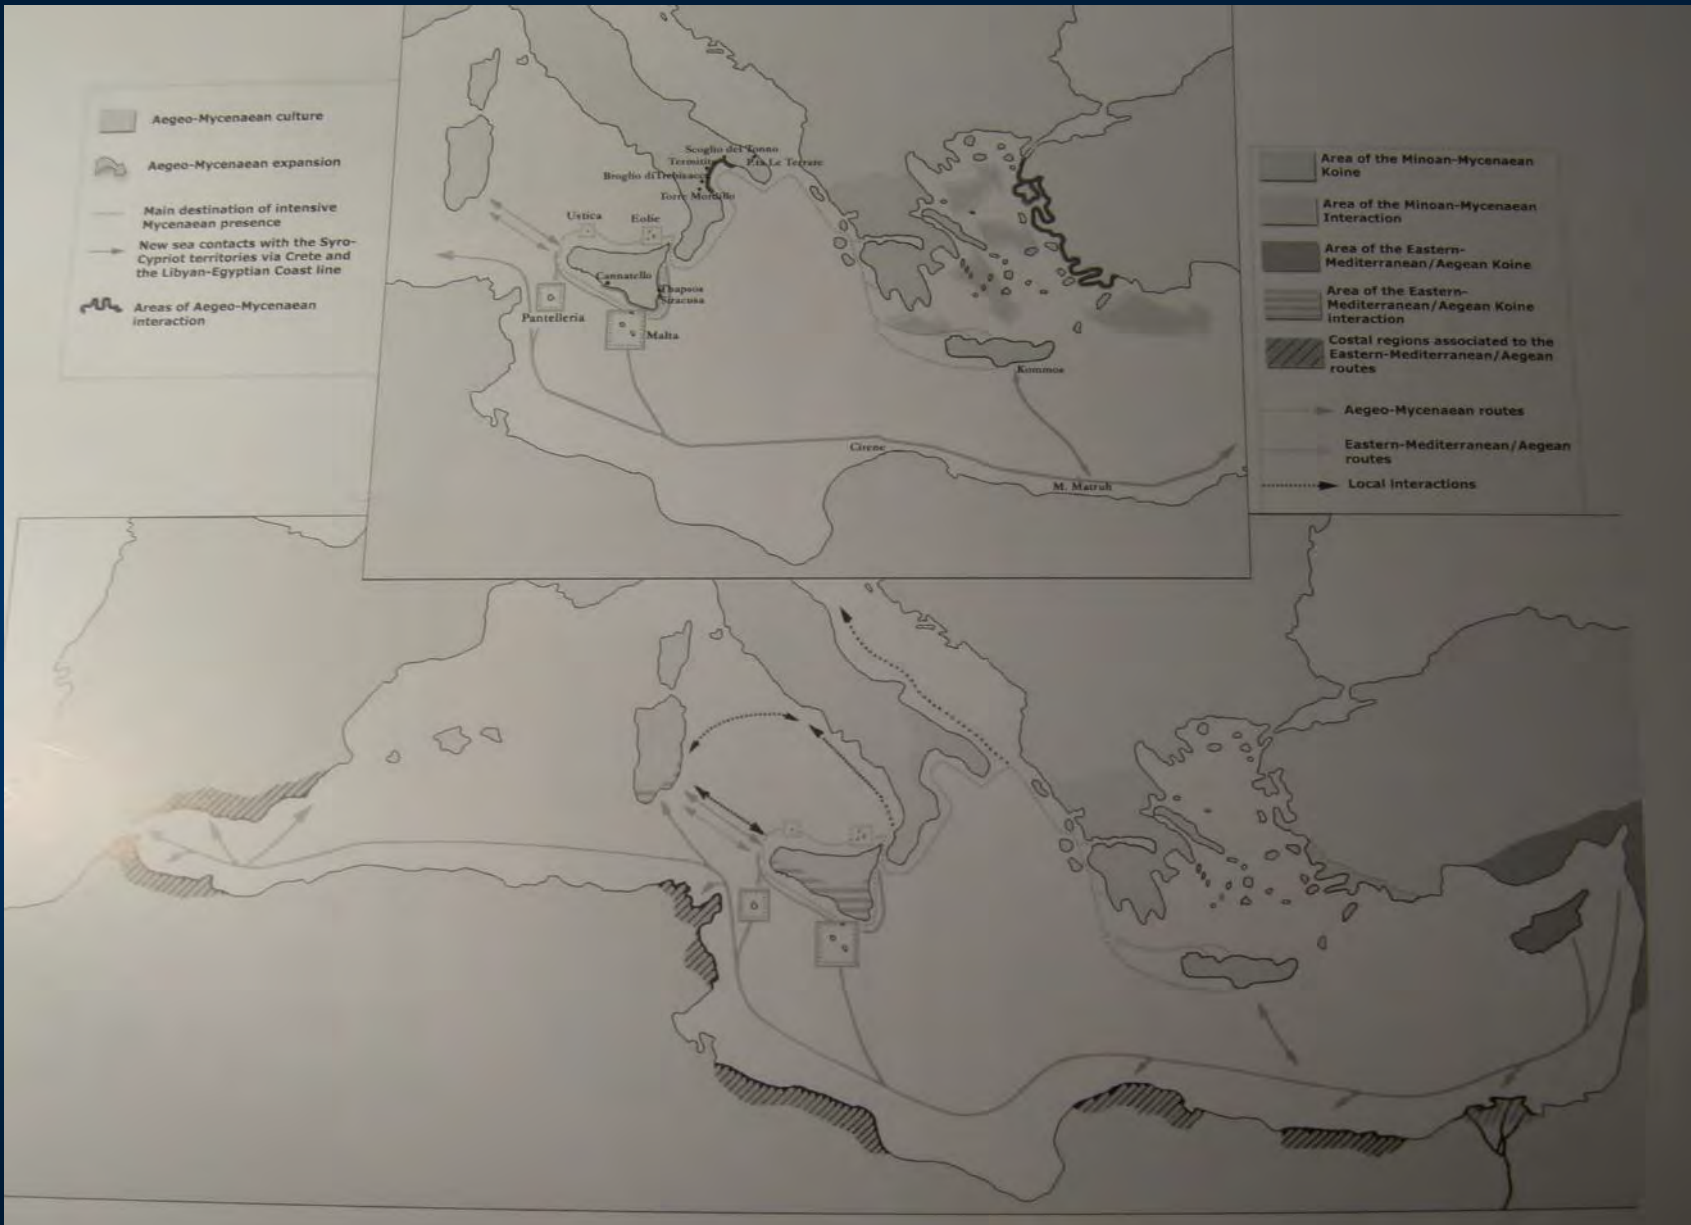 Aegeo-Mycenaean culture
Aegeo-Mycenaean expansion
Main destination of intensive
Mycenaean presence
New sea contacts with the Syro-
Cypriot territories via Crete and
the Libyan-Egyptian Coast line
Areas of Aegeo-Mycenaean
interaction
Scoglio del Tonno
Termitito
P.ta Le Terrare
Broglio di Trebisacce
Torre Mordillo
Ustica
Eolie
Cannatello
Thapsos
Siracusa
Pantelleria
Malta
Kommos
Cirene
M. Matruh
Area of the Minoan-Mycenaean
Koine
Area of the Minoan-Mycenaean
Interaction
Area of the Eastern-
Mediterranean/Aegean Koine
Area of the Eastern-
Mediterranean/Aegean Koine
interaction
Costal regions associated to the
Eastern-Mediterranean/Aegean
routes
Aegeo-Mycenaean routes
Eastern-Mediterranean/Aegean
routes
Local interactions